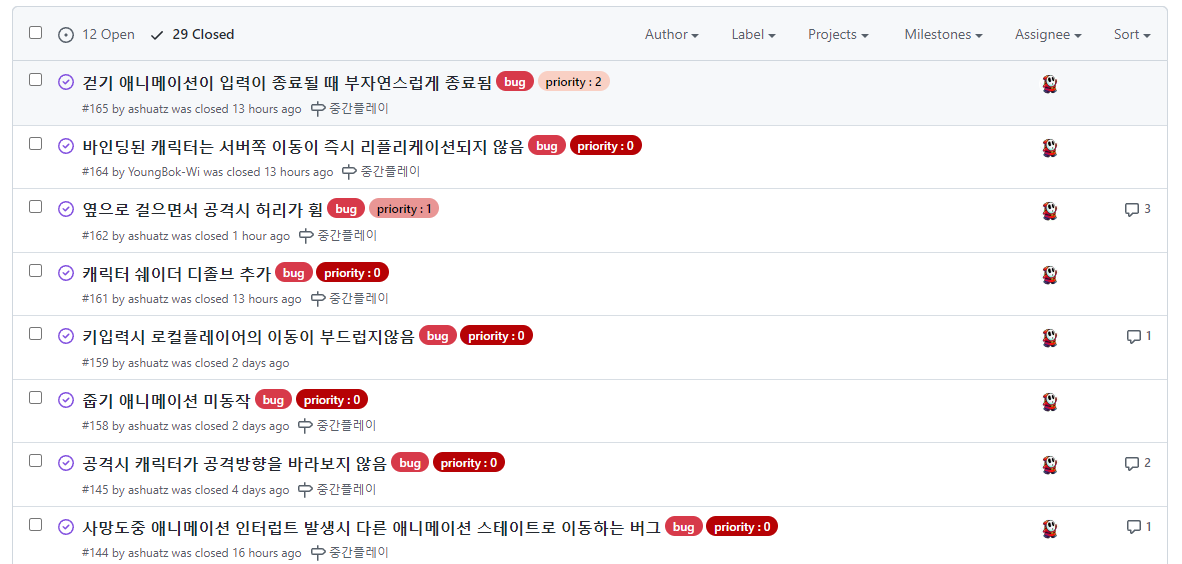 12 Open 29 Closed Author Label Projects Milestones Assignee Sort
걷기 애니메이션이 입력이 종료될 때 부자연스럽게 종료됨 bug priority : 2
#165 by ashuatz was closed 13 hours ago 중간플레이
바인딩된 캐릭터는 서버쪽 이동이 즉시 리플리케이션되지 않음 bug priority : 0
#164 by YoungBok-Wi was closed 13 hours ago 중간플레이
옆으로 걸으면서 공격시 허리가 휨 bug priority : 1 3
#162 by ashuatz was closed 1 hour ago 중간플레이
캐릭터 쉐이더 디졸브 추가 bug priority : 0
#161 by ashuatz was closed 13 hours ago 중간플레이
키입력시 로컬플레이어의 이동이 부드럽지않음 bug priority : 0 1
#159 by ashuatz was closed 2 days ago
줍기 애니메이션 미동작 bug priority : 0
#158 by ashuatz was closed 2 days ago 중간플레이
공격시 캐릭터가 공격방향을 바라보지 않음 bug priority : 0 2
#145 by ashuatz was closed 4 days ago 중간플레이
사망도중 애니메이션 인터럽트 발생시 다른 애니메이션 스테이트로 이동하는 버그 bug priority : 0 1
#144 by ashuatz was closed 16 hours ago 중간플레이